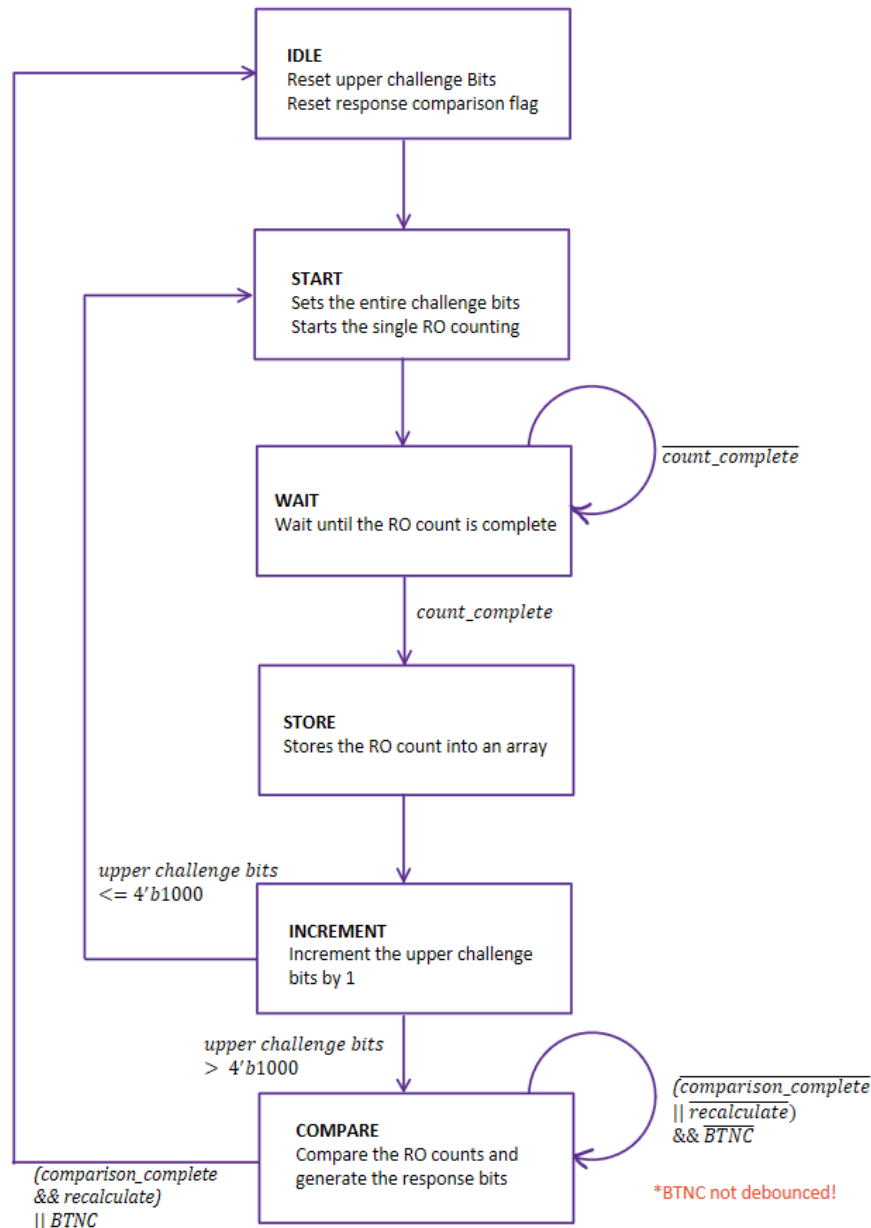 IDLE
Reset upper challenge Bits
Reset response comparison flag
START
Sets the entire challenge bits
Starts the single RO counting
WAIT
Wait until the RO count is complete
count_complete
count_complete
STORE
Stores the RO count into an array
upper challenge bits
<= 4'b1000
INCREMENT
Increment the upper challenge
bits by 1
upper challenge bits
> 4'b1000
COMPARE
Compare the RO counts and
generate the response bits
(comparison_complete
|| recalculate)
&& BTNC
*BTNC not debounced!
(comparison_complete
&& recalculate)
|| BTNC